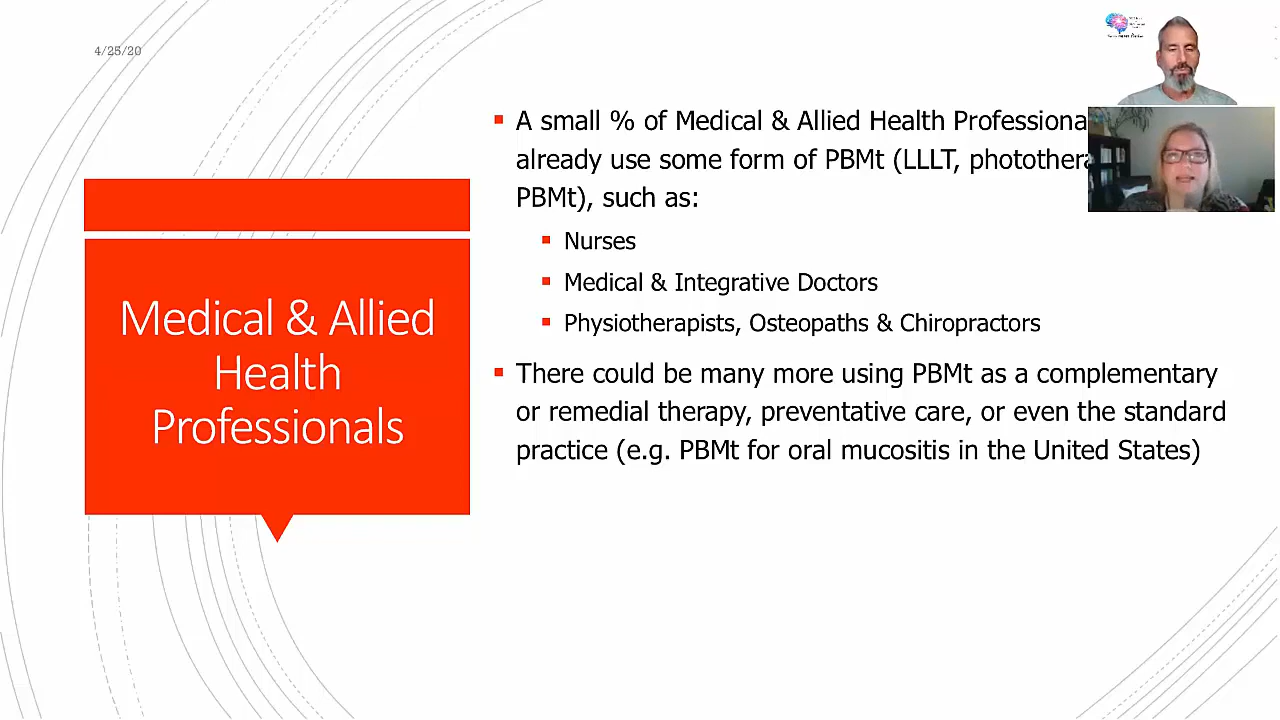 4/25/20
A small % of Medical & Allied Health
already use some form of PBMt (LLLT,
PBMt), such as:
Nurses
Medical & Integrative Doctors
Physiotherapists, Osteopaths & Chiropractors
There could be many more using PBMt as a complementary
or remedial therapy, preventative care, or even the standard
practice (e.g. PBMt for oral mucositis in the United States)
Medical & Allied
Health
Professionals